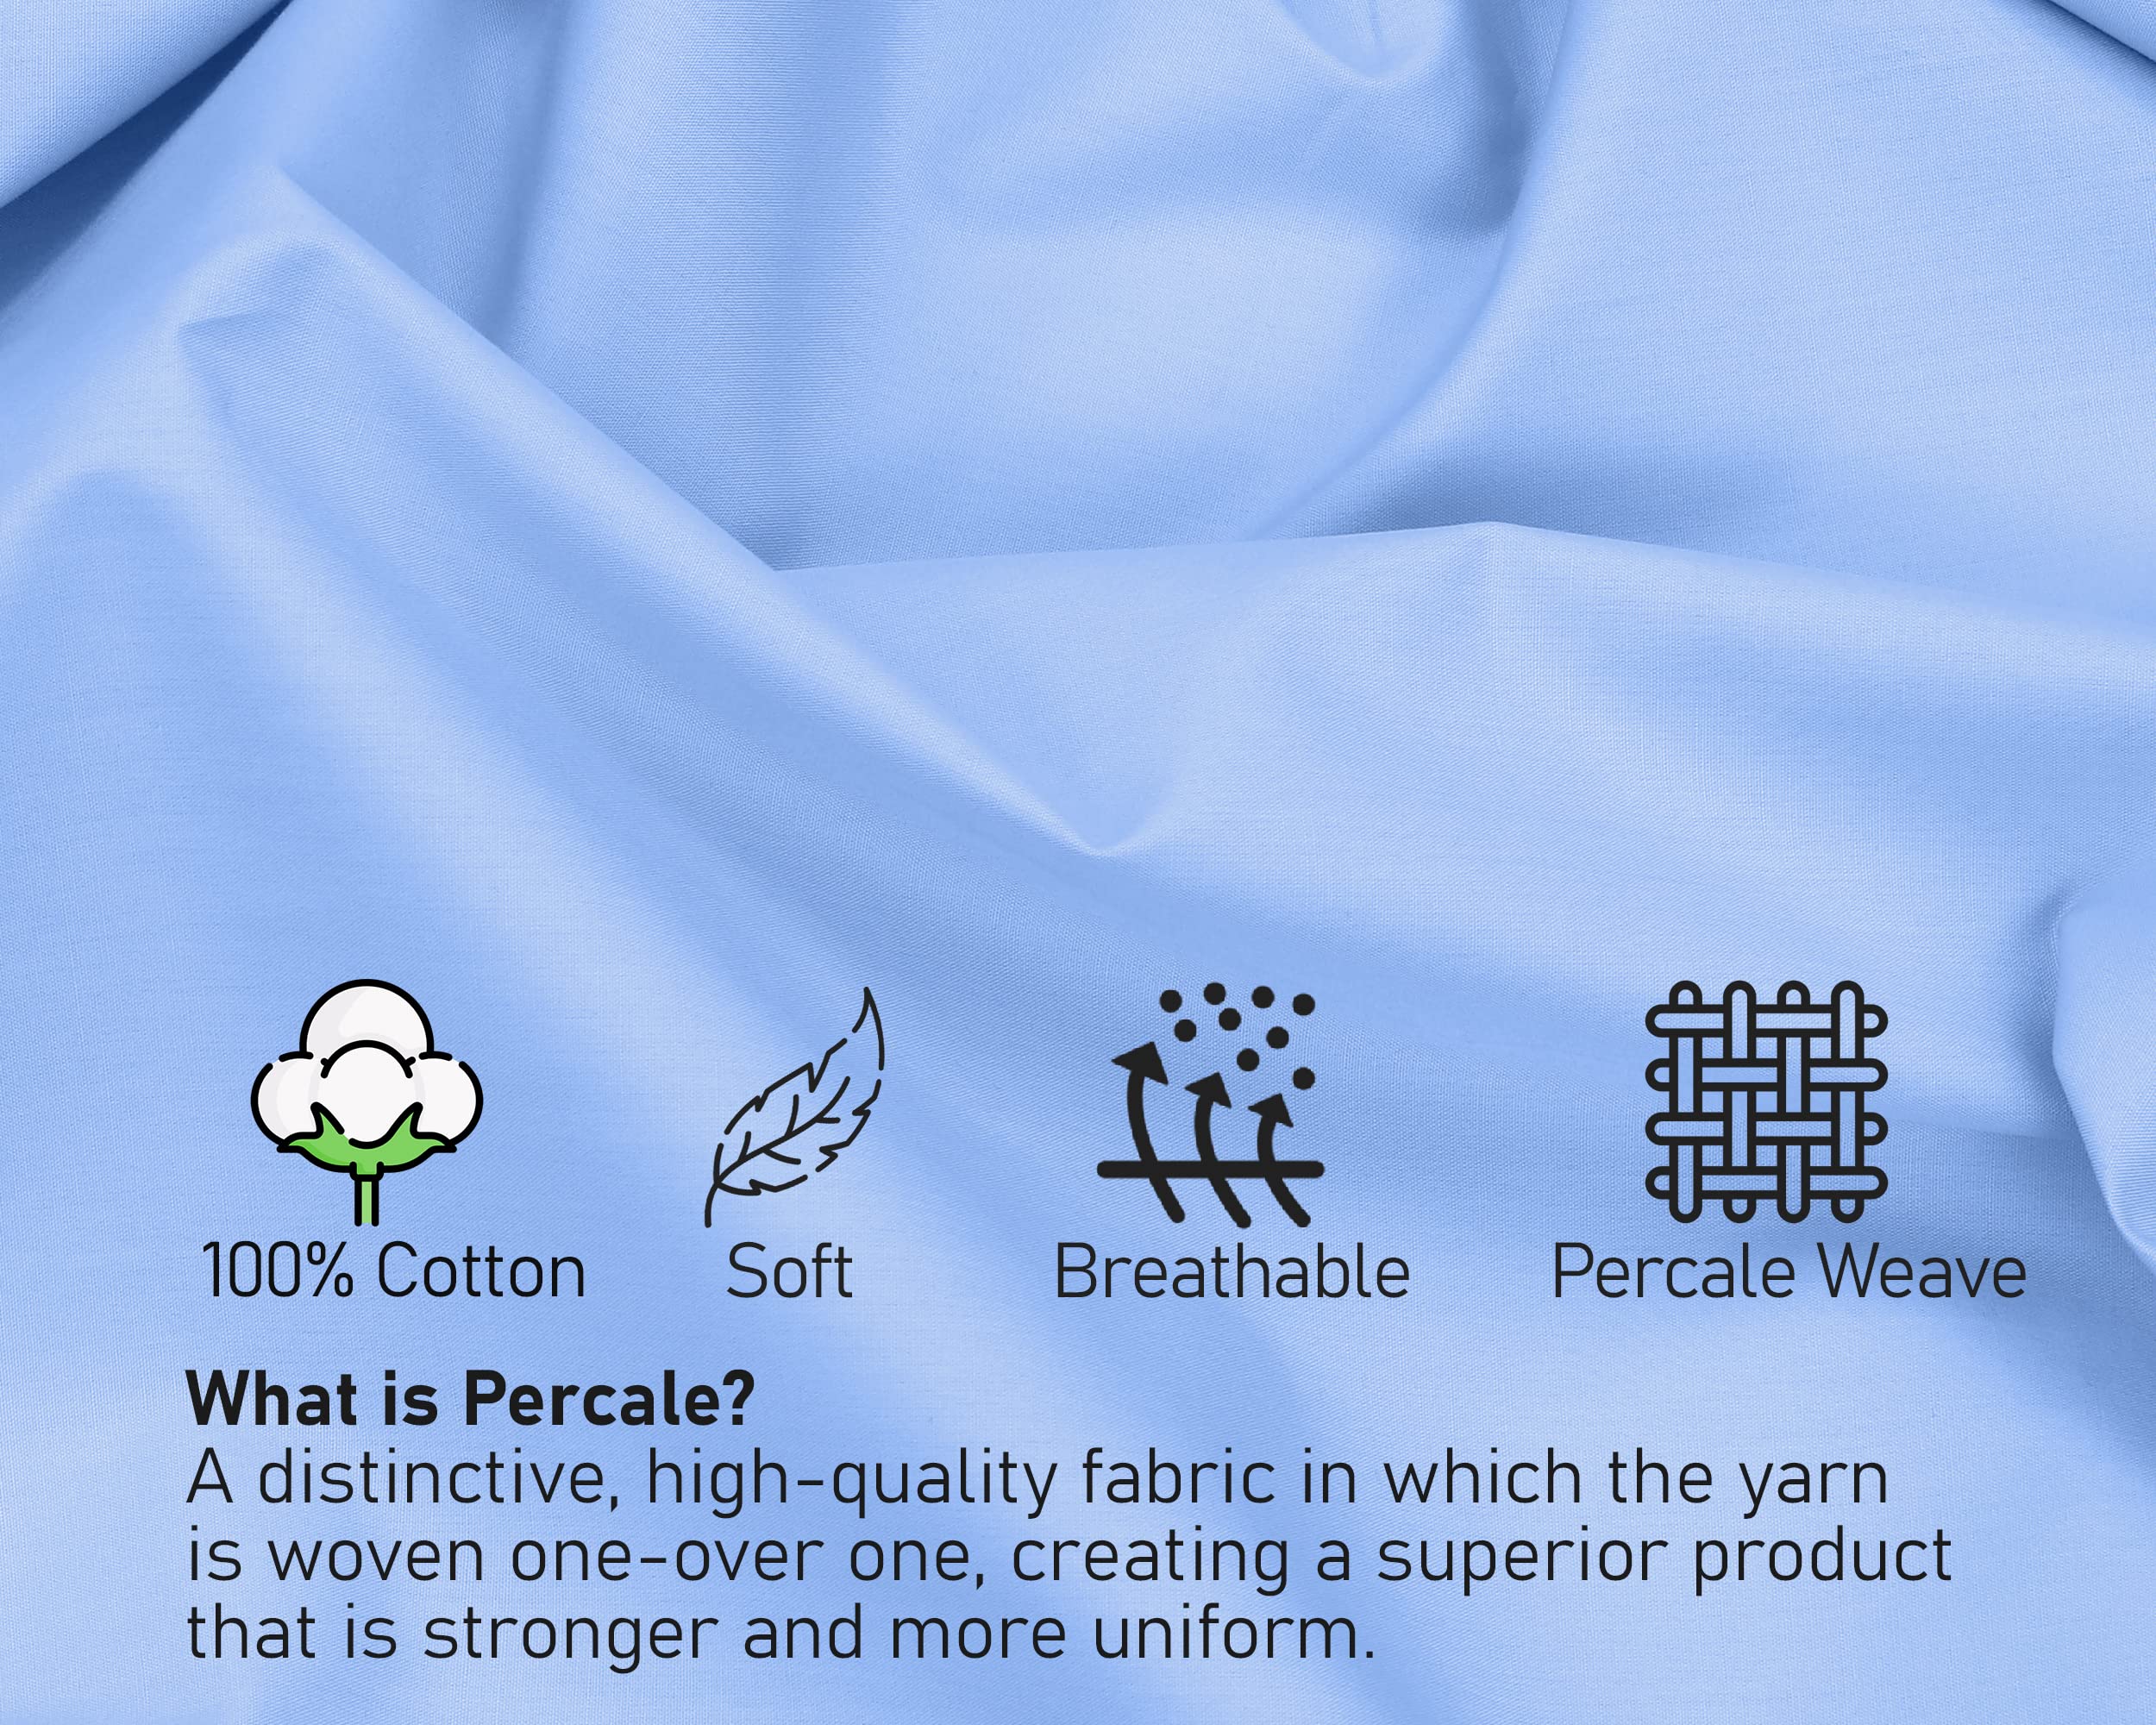 100% Cotton
Soft
Breathable
Percale Weave
What is Percale?
A distinctive, high-quality fabric in which the yarn
is woven one-over one, creating a superior product
that is stronger and more uniform.